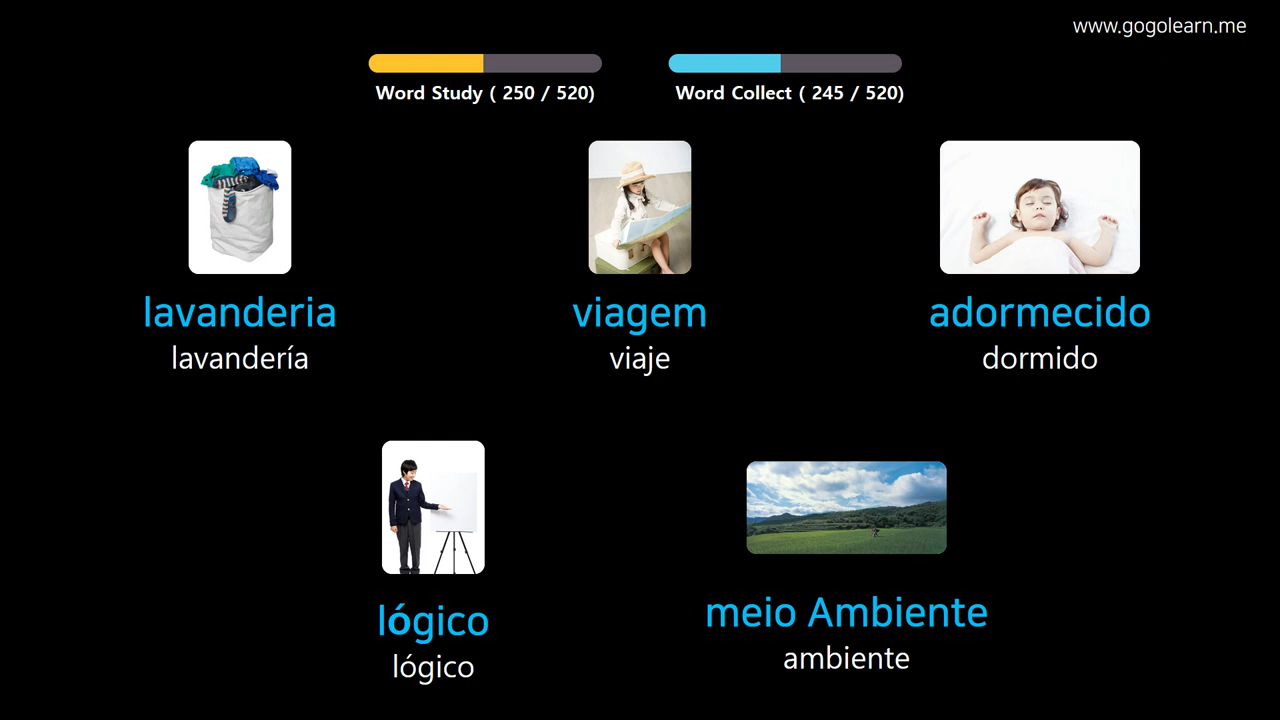 www.gogolearn.me
Word Study ( 250 / 520)
Word Collect ( 245 / 520)
lavanderia
lavandería
viagem
viaje
adormecido
dormido
lógico
lógico
meio Ambiente
ambiente